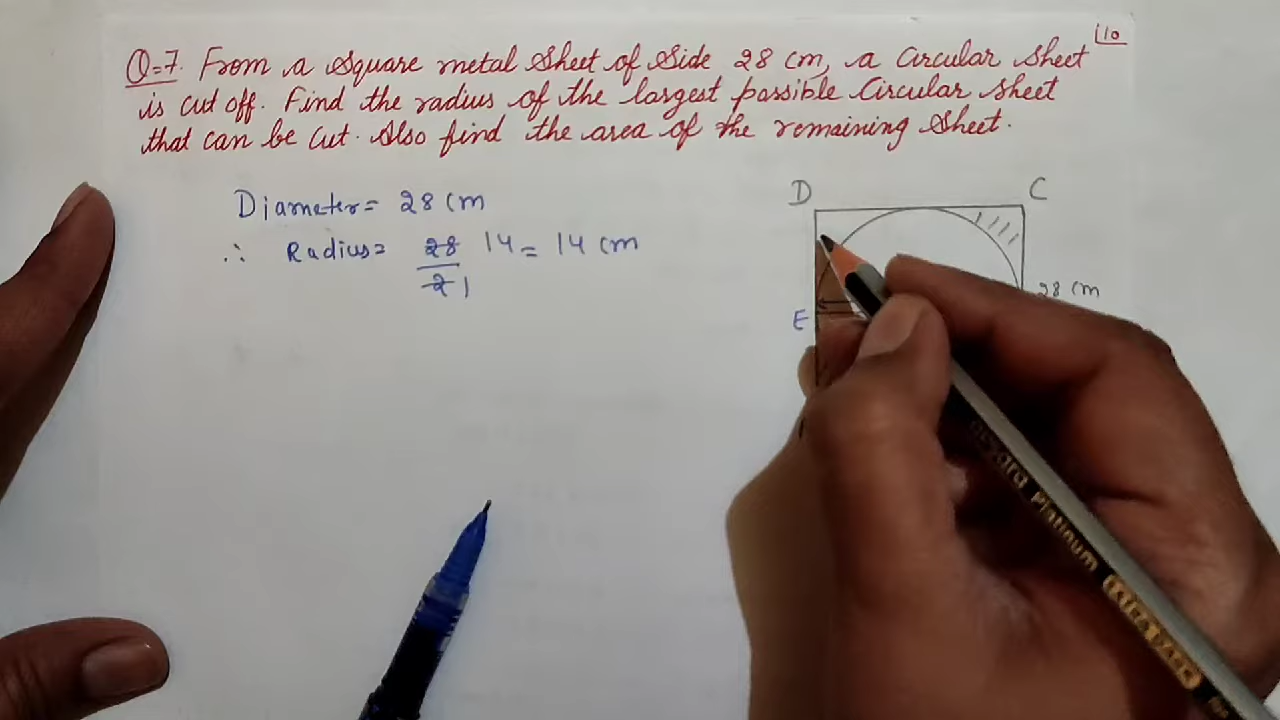 10
Q=7. From a square metal sheet of side 28 cm, a circular sheet
is cut off. Find the radius of the largest possible circular sheet
that can be cut. Also find the area of the remaining sheet.
Diameter = 28 cm
∴ Radius = 28/2 14/1 = 14 cm
D C
28 cm
E
Platinum